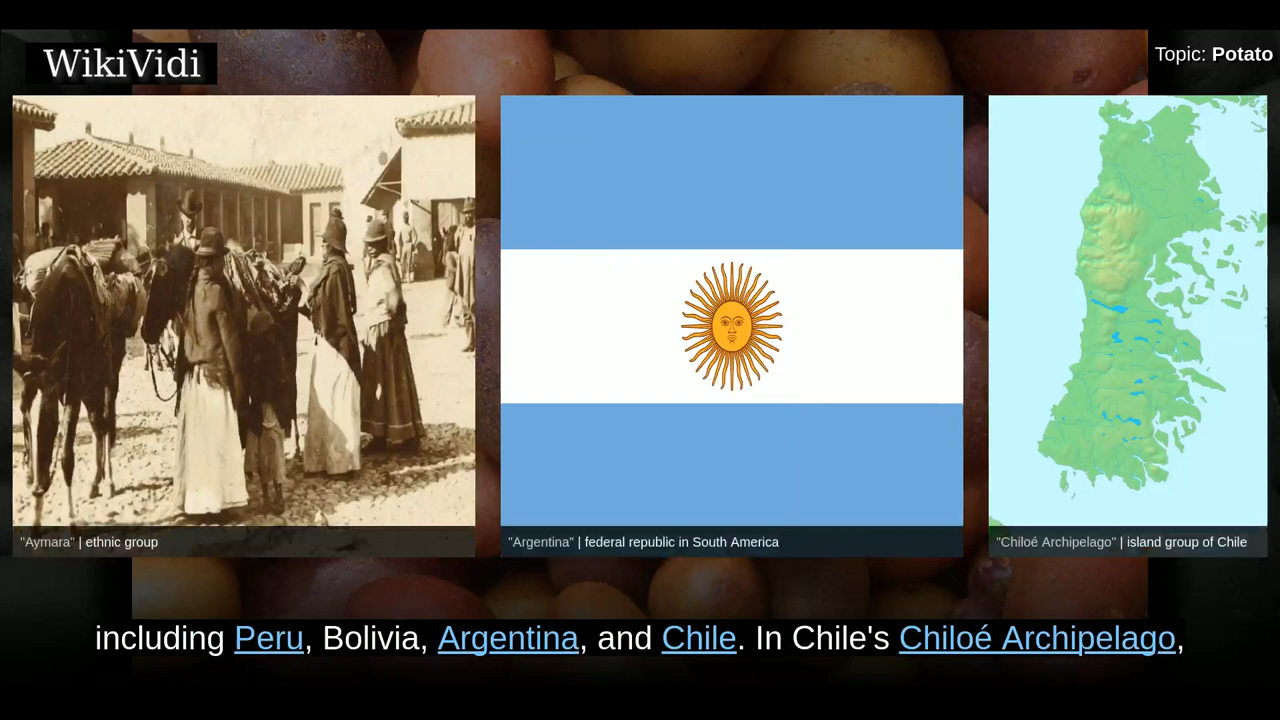 WikiVidi
Topic: Potato
"Aymara" | ethnic group
"Argentina" | federal republic in South America
"Chiloé Archipelago" | island group of Chile
including Peru, Bolivia, Argentina, and Chile. In Chile's Chiloé Archipelago,